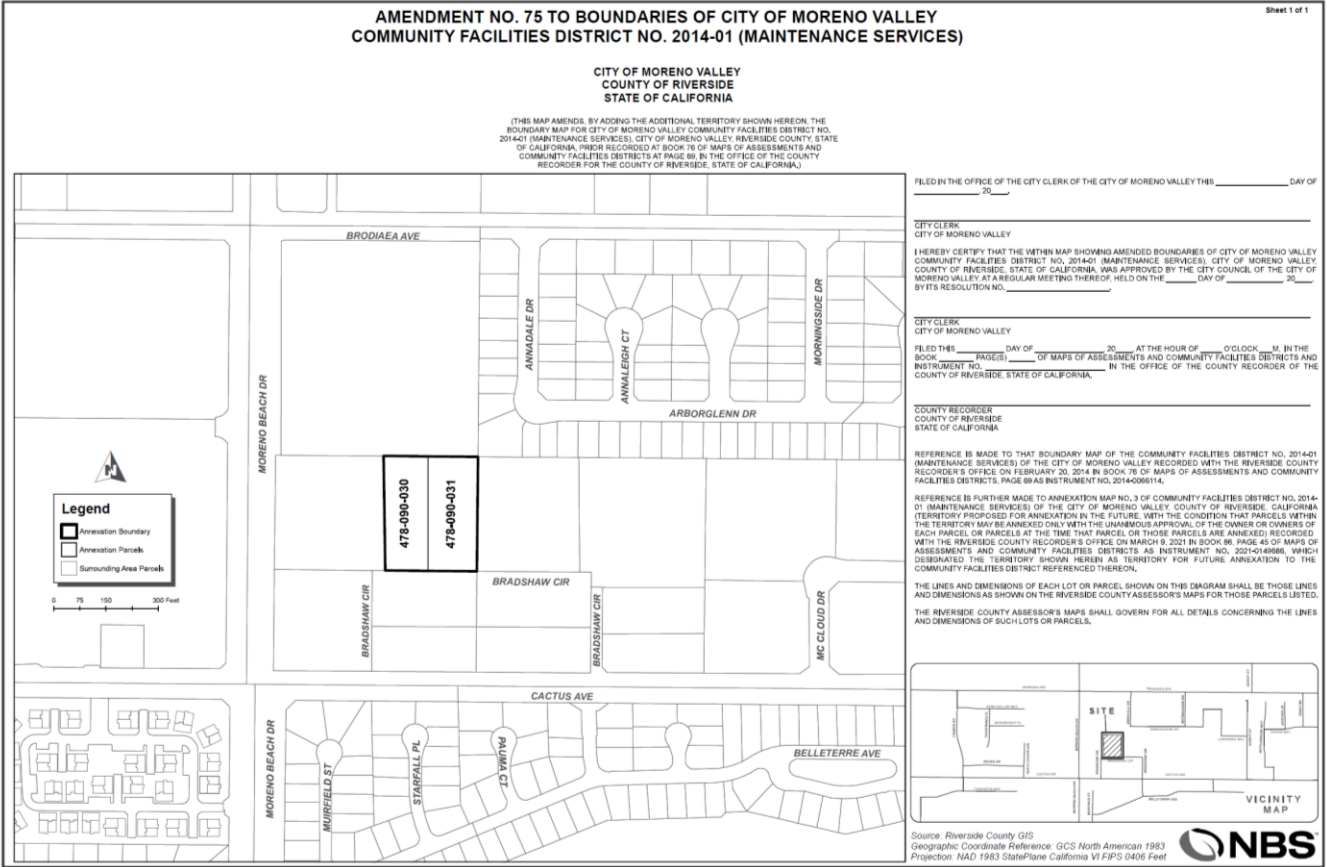 Sheet 1 of 1
AMENDMENT NO. 75 TO BOUNDARIES OF CITY OF MORENO VALLEY
COMMUNITY FACILITIES DISTRICT NO. 2014-01 (MAINTENANCE SERVICES)
CITY OF MORENO VALLEY
COUNTY OF RIVERSIDE
STATE OF CALIFORNIA
(THIS MAP AMENDS, BY ADDING THE ADDITIONAL TERRITORY SHOWN HEREON, THE
BOUNDARY MAP FOR CITY OF MORENO VALLEY COMMUNITY FACILITIES DISTRICT NO.
2014-01 (MAINTENANCE SERVICES), CITY OF MORENO VALLEY, RIVERSIDE COUNTY, STATE
OF CALIFORNIA, PRIOR RECORDED AT BOOK 76 OF MAPS OF ASSESSMENTS AND
COMMUNITY FACILITIES DISTRICTS AT PAGE 69, IN THE OFFICE OF THE COUNTY
RECORDER FOR THE COUNTY OF RIVERSIDE, STATE OF CALIFORNIA.)
BRODIAEA AVE
MORENO BEACH DR
ANNADALE DR
ANNALEIGH CT
MORNINGSIDE DR
ARBORGLENN DR
478-090-030
478-090-031
N
Legend
Annexation Boundary
Annexation Parcels
Surrounding Area Parcels
0 75 150 300 Feet
BRADSHAW CIR
BRADSHAW CIR
BRADSHAW CIR
MC CLOUD DR
CACTUS AVE
MORENO BEACH DR
MUIRFIELD ST
STARFALL PL
PAUMA CT
BELLETERRE AVE
FILED IN THE OFFICE OF THE CITY CLERK OF THE CITY OF MORENO VALLEY THIS ____________ DAY OF
____________, 20___.
CITY CLERK
CITY OF MORENO VALLEY
I HEREBY CERTIFY THAT THE WITHIN MAP SHOWING AMENDED BOUNDARIES OF CITY OF MORENO VALLEY
COMMUNITY FACILITIES DISTRICT NO. 2014-01 (MAINTENANCE SERVICES), CITY OF MORENO VALLEY,
COUNTY OF RIVERSIDE, STATE OF CALIFORNIA, WAS APPROVED BY THE CITY COUNCIL OF THE CITY OF
MORENO VALLEY, AT A REGULAR MEETING THEREOF, HELD ON THE _____ DAY OF _________, 20___,
BY ITS RESOLUTION NO. _________________.
CITY CLERK
CITY OF MORENO VALLEY
FILED THIS ________ DAY OF ____________, 20___, AT THE HOUR OF ____ O'CLOCK ___M, IN THE
BOOK ______ PAGE(S) _____ OF MAPS OF ASSESSMENTS AND COMMUNITY FACILITIES DISTRICTS AND
INSTRUMENT NO. ____________________ IN THE OFFICE OF THE COUNTY RECORDER OF THE
COUNTY OF RIVERSIDE, STATE OF CALIFORNIA.
COUNTY RECORDER
COUNTY OF RIVERSIDE
STATE OF CALIFORNIA
REFERENCE IS MADE TO THAT BOUNDARY MAP OF THE COMMUNITY FACILITIES DISTRICT NO. 2014-01
(MAINTENANCE SERVICES) OF THE CITY OF MORENO VALLEY RECORDED WITH THE RIVERSIDE COUNTY
RECORDER'S OFFICE ON FEBRUARY 20, 2014 IN BOOK 76 OF MAPS OF ASSESSMENTS AND COMMUNITY
FACILITIES DISTRICTS, PAGE 69 AS INSTRUMENT NO. 2014-0066114.
REFERENCE IS FURTHER MADE TO ANNEXATION MAP NO. 3 OF COMMUNITY FACILITIES DISTRICT NO. 2014-
01 (MAINTENANCE SERVICES) OF THE CITY OF MORENO VALLEY, COUNTY OF RIVERSIDE, CALIFORNIA
(TERRITORY PROPOSED FOR ANNEXATION IN THE FUTURE, WITH THE CONDITION THAT PARCELS WITHIN
THE TERRITORY MAY BE ANNEXED ONLY WITH THE UNANIMOUS APPROVAL OF THE OWNER OR OWNERS OF
EACH PARCEL OR PARCELS AT THE TIME THAT PARCEL OR THOSE PARCELS ARE ANNEXED) RECORDED
WITH THE RIVERSIDE COUNTY RECORDER'S OFFICE ON MARCH 9, 2021 IN BOOK 86, PAGE 45 OF MAPS OF
ASSESSMENTS AND COMMUNITY FACILITIES DISTRICTS AS INSTRUMENT NO. 2021-0149686, WHICH
DESIGNATED THE TERRITORY SHOWN HEREIN AS TERRITORY FOR FUTURE ANNEXATION TO THE
COMMUNITY FACILITIES DISTRICT REFERENCED THEREON.
THE LINES AND DIMENSIONS OF EACH LOT OR PARCEL SHOWN ON THIS DIAGRAM SHALL BE THOSE LINES
AND DIMENSIONS AS SHOWN ON THE RIVERSIDE COUNTY ASSESSOR'S MAPS FOR THOSE PARCELS LISTED.
THE RIVERSIDE COUNTY ASSESSOR'S MAPS SHALL GOVERN FOR ALL DETAILS CONCERNING THE LINES
AND DIMENSIONS OF SUCH LOTS OR PARCELS.
SITE
CACTUS AVE
BELLETERRE AVE
VICINITY
MAP
Source: Riverside County GIS
Geographic Coordinate Reference: GCS North American 1983
Projection: NAD 1983 StatePlane California VI FIPS 0406 Feet
NBS